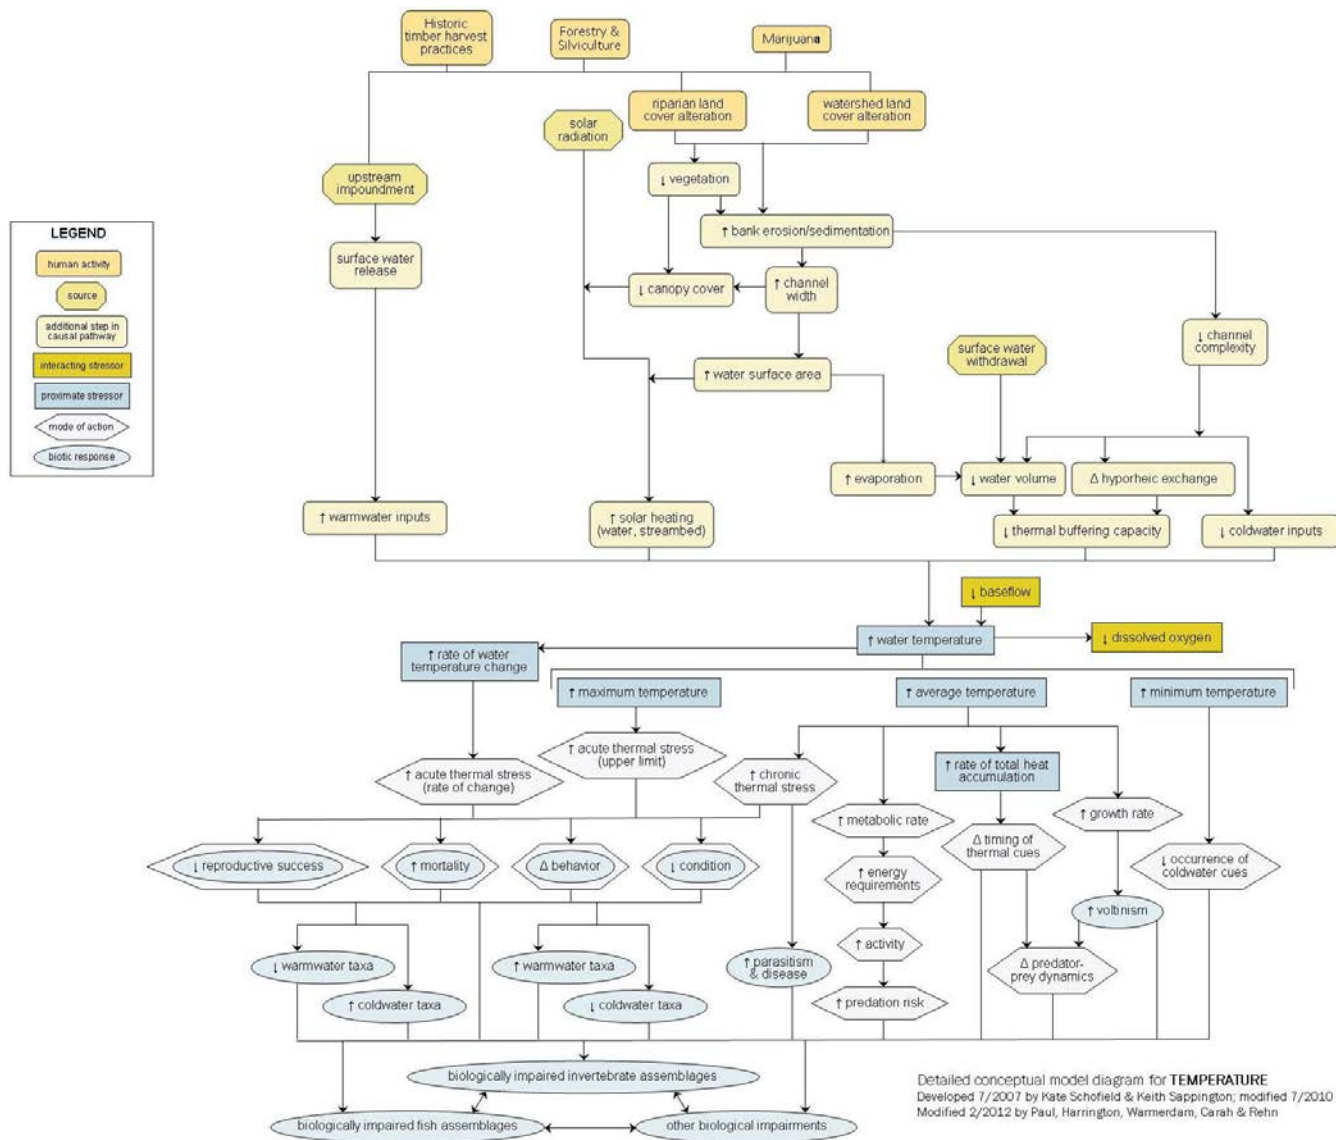 Historic
timber harvest
practices
Forestry &
Silviculture
Marijuana
riparian land
cover alteration
watershed land
cover alteration
solar
radiation
upstream
impoundment
↓ vegetation
↑ bank erosion/sedimentation
surface water
release
↓ canopy cover
↑ channel
width
↓ channel
complexity
surface water
withdrawal
↑ water surface area
↑ evaporation
↓ water volume
Δ hyporheic exchange
↑ warmwater inputs
↑ solar heating
(water, streambed)
↓ thermal buffering capacity
↓ coldwater inputs
LEGEND
human activity
source
additional step in
causal pathway
interacting stressor
proximate stressor
mode of action
biotic response
↓ baseflow
↑ water temperature
↓ dissolved oxygen
↑ rate of water
temperature change
↑ maximum temperature
↑ average temperature
↑ minimum temperature
↑ acute thermal stress
(rate of change)
↑ acute thermal stress
(upper limit)
↑ chronic
thermal stress
↑ rate of total heat
accumulation
↑ metabolic rate
Δ timing of
thermal cues
↑ growth rate
↓ occurrence of
coldwater cues
↓ reproductive success
↑ mortality
Δ behavior
↓ condition
↑ energy
requirements
↑ voltinism
↑ activity
↓ warmwater taxa
↑ coldwater taxa
↑ warmwater taxa
↓ coldwater taxa
↑ parasitism
& disease
Δ predator-
prey dynamics
↑ predation risk
biologically impaired invertebrate assemblages
biologically impaired fish assemblages
other biological impairments
Detailed conceptual model diagram for TEMPERATURE
Developed 7/2007 by Kate Schofield & Keith Sappington; modified 7/2010
Modified 2/2012 by Paul, Harrington, Warmerdam, Carah & Rehn